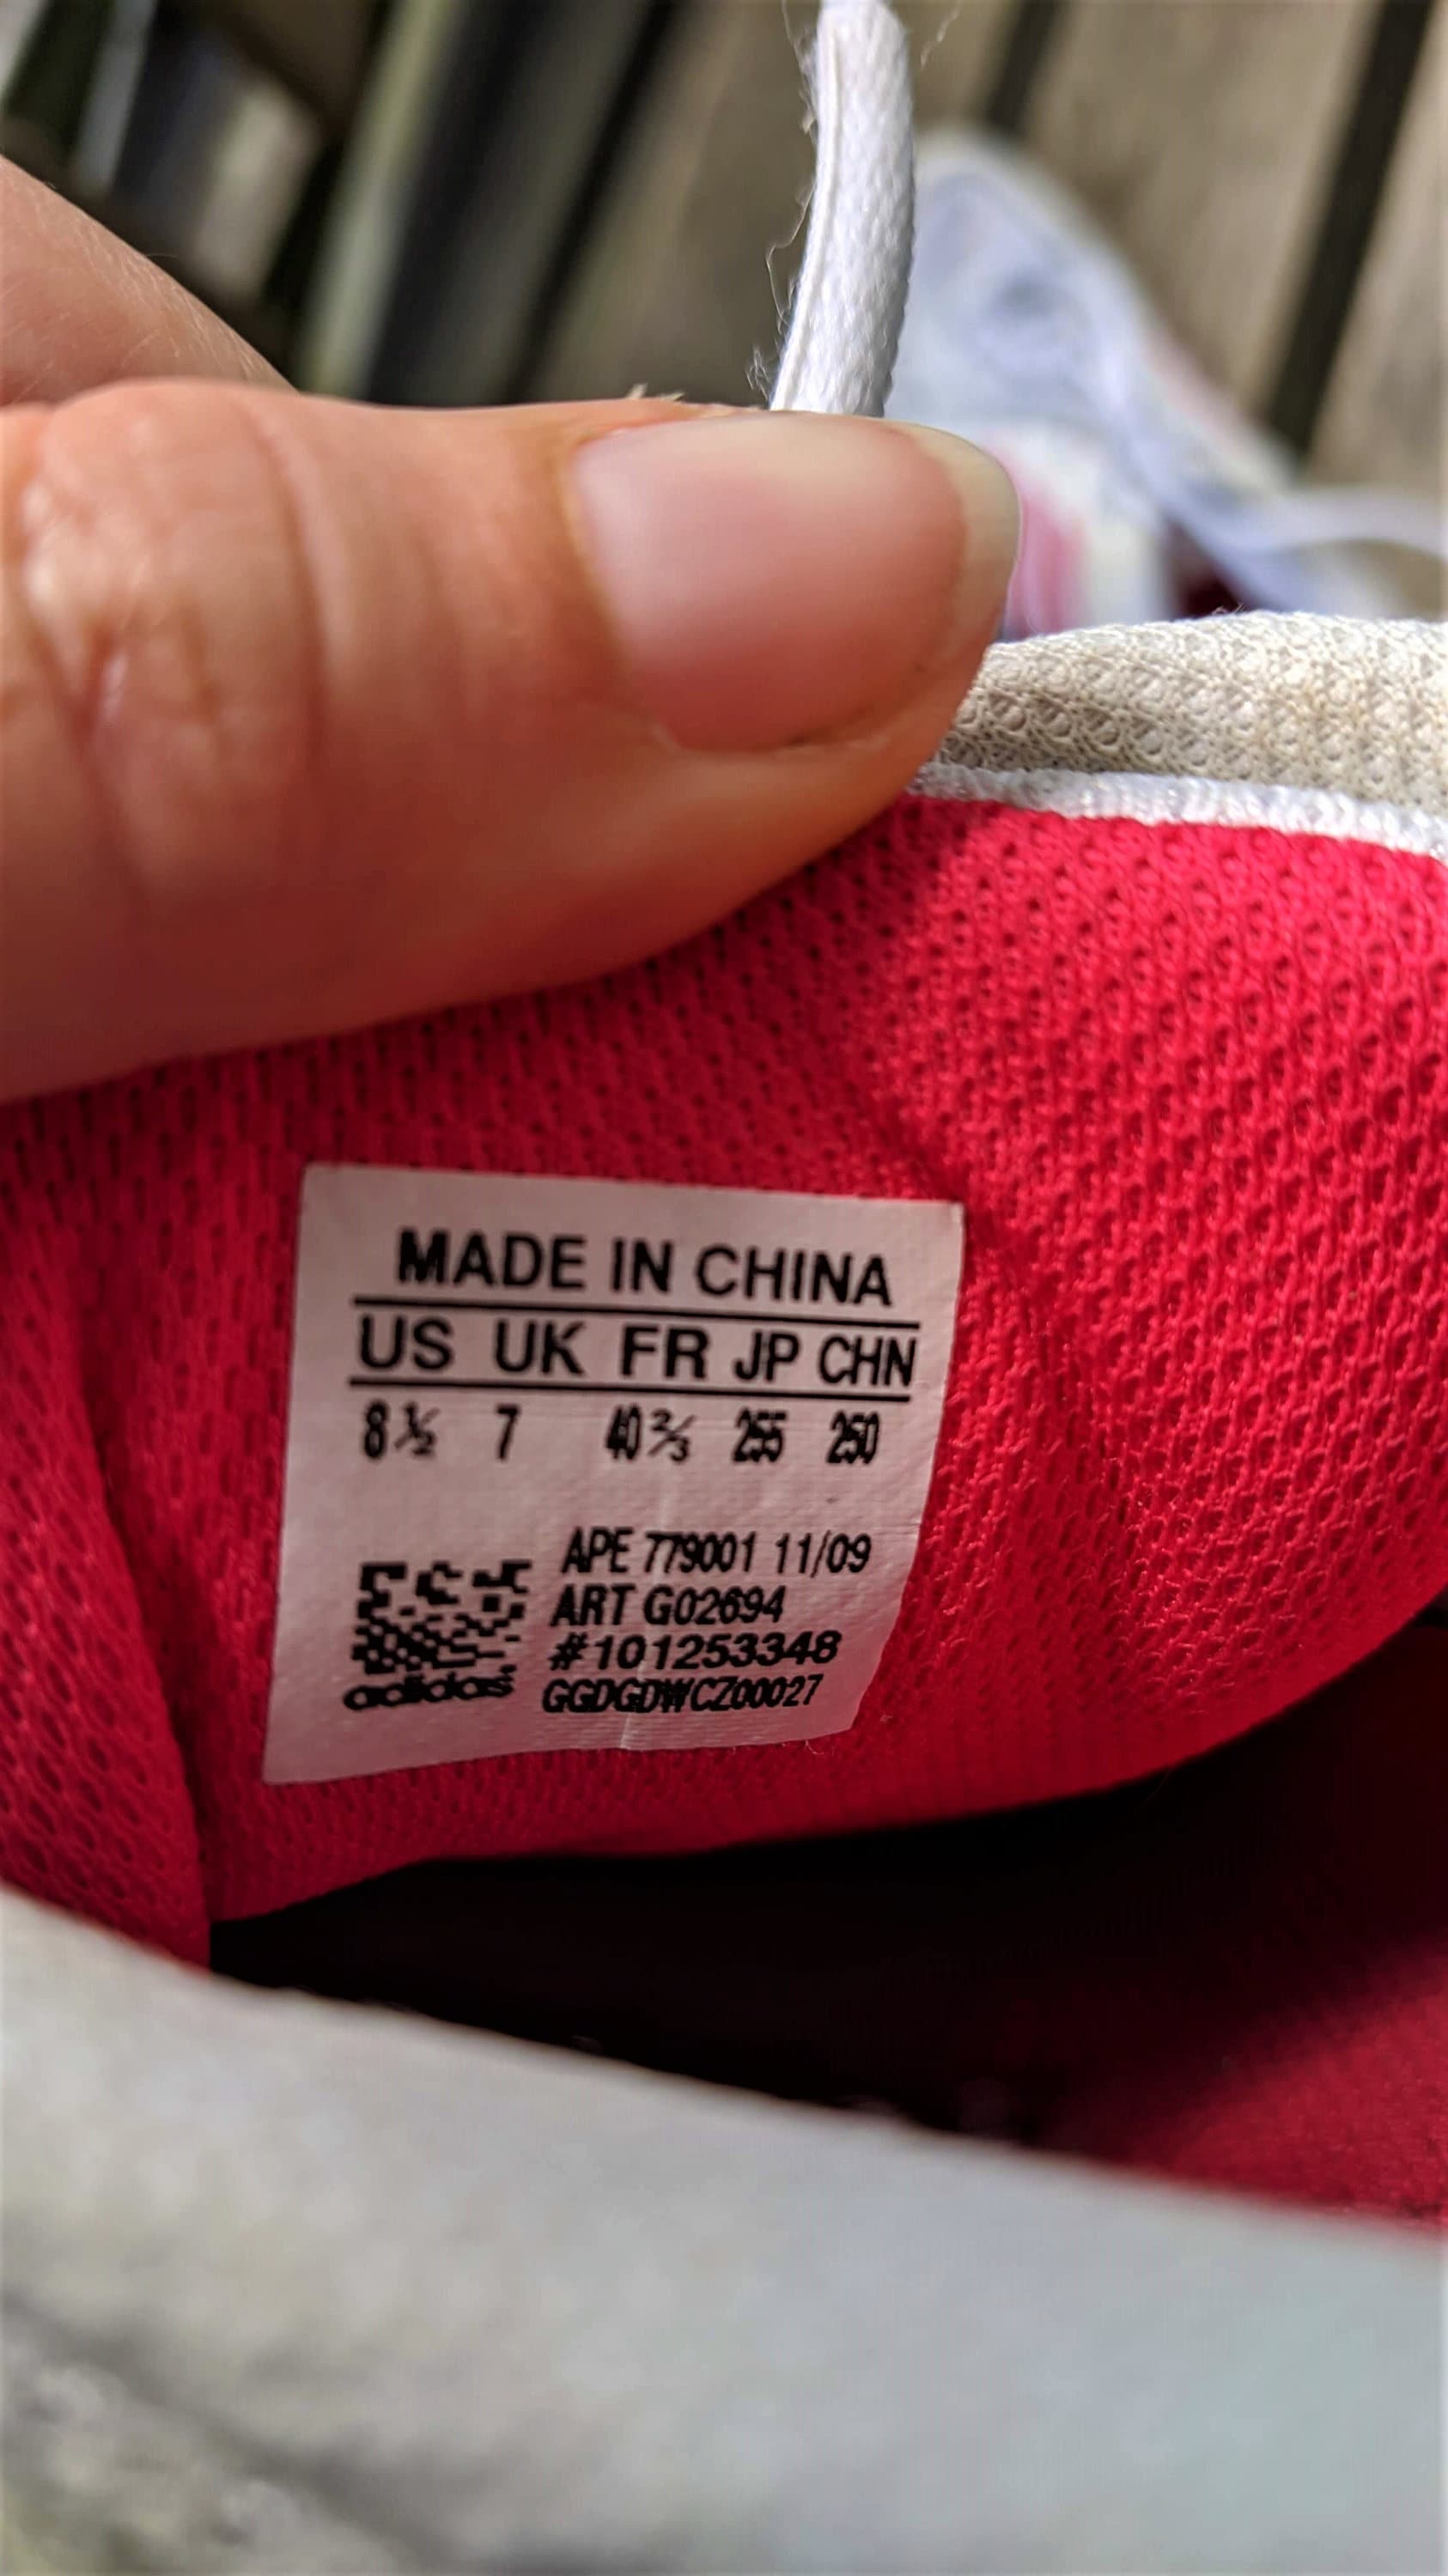 MADE IN CHINA
US UK FR JP CHN
8½ 7 40⅔ 255 250
APE 779001 11/09
ART G02694
#101253348
adidas GGDGDWCZ00027